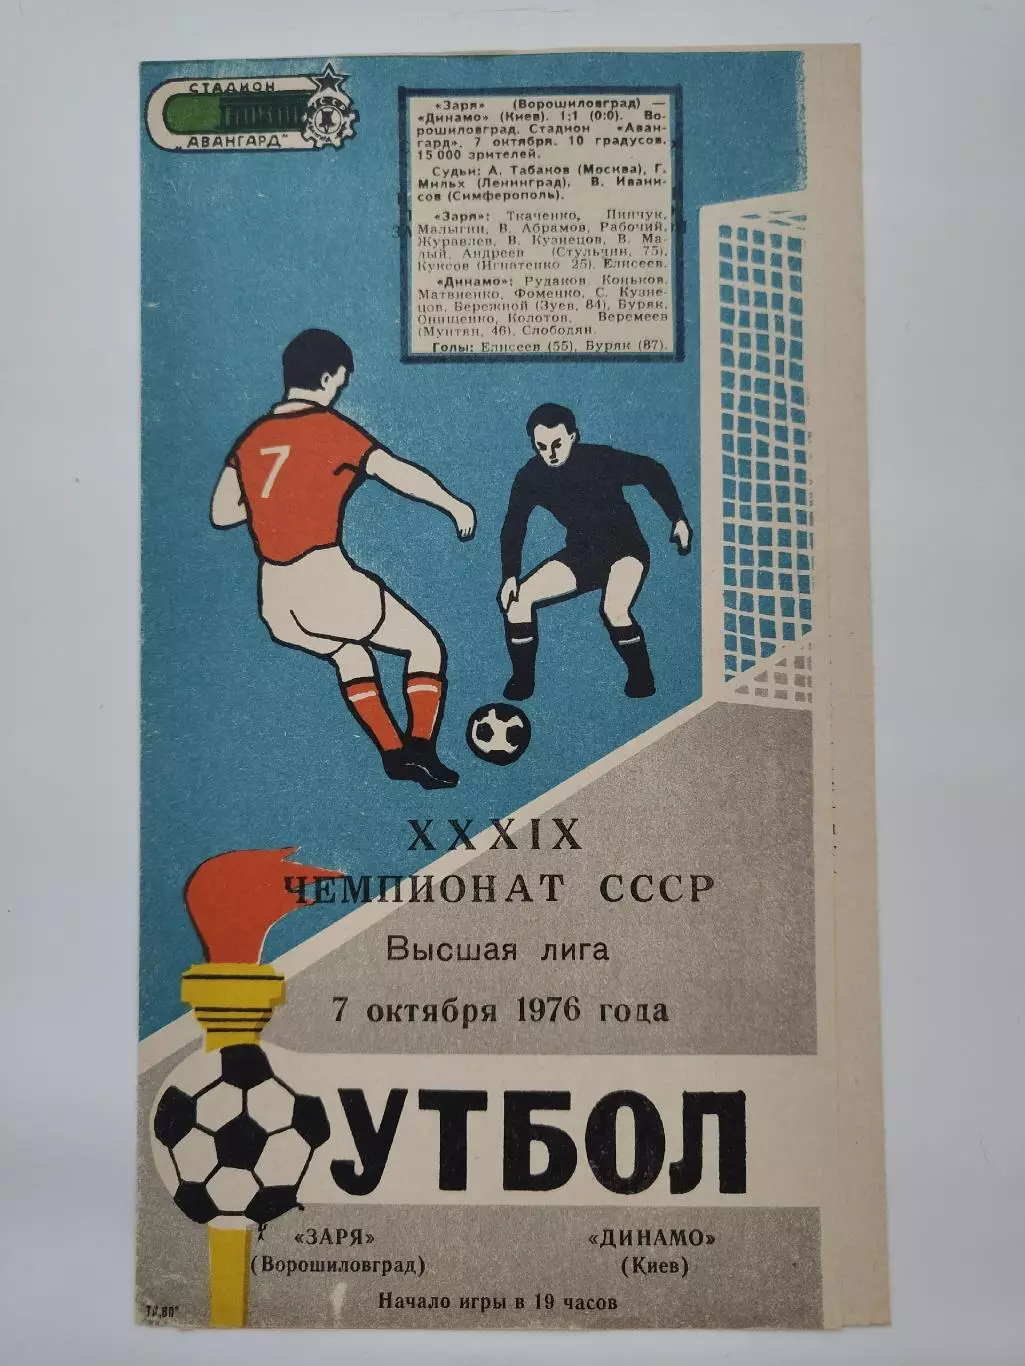 СТАДИОН
„АВАНГАРД"
«Заря» (Ворошиловград) —
«Динамо» (Киев). 1:1 (0:0). Во-
рошиловград. Стадион «Аван-
гард». 7 октября. 10 градусов.
15 000 зрителей.
Судьи: А. Табаков (Москва), Г.
Мильх (Ленинград), В. Ивани-
сов (Симферополь).
«Заря»: Ткаченко, Пинчук,
Малыгин, В. Абрамов, Рабочий,
Журавлев, В. Кузнецов, В. Ма-
лый, Андреев (Стульчин, 75),
Куксов (Игнатенко 25). Елисеев.
«Динамо»: Рудаков Коньков,
Матвиенко, Фоменко, С. Кузне-
цов, Бережной (Зуев, 84), Буряк,
Онищенко, Колотов, Веремеев
(Мунтян, 46), Слободян.
Голы: Елисеев (55), Буряк (87).
7
XXXIX
ЧЕМПИОНАТ СССР
Высшая лига
7 октября 1976 года
ФУТБОЛ
«ЗАРЯ»
(Ворошиловград)
«ДИНАМО»
(Киев)
Начало игры в 19 часов